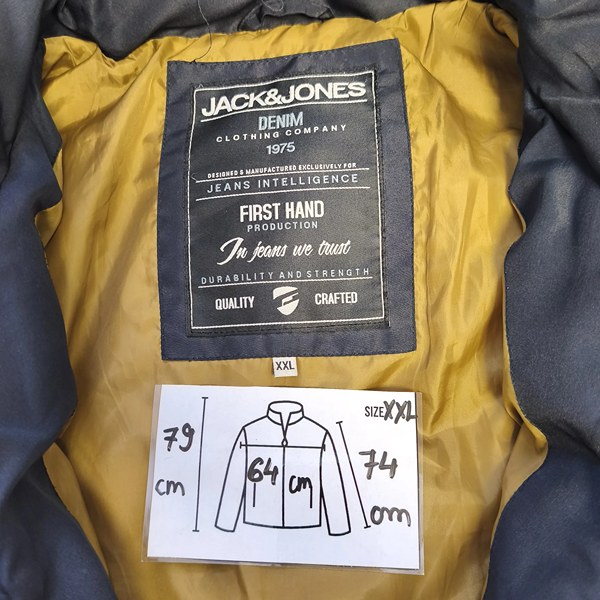 JACK&JONES
DENIM
CLOTHING COMPANY
1975
DESIGNED & MANUFACTURED EXCLUSIVELY FOR
JEANS INTELLIGENCE
FIRST HAND
PRODUCTION
In jeans we trust
DURABILITY AND STRENGTH
QUALITY CRAFTED
XXL
SIZE XXL
79
cm
64 cm
74
cm